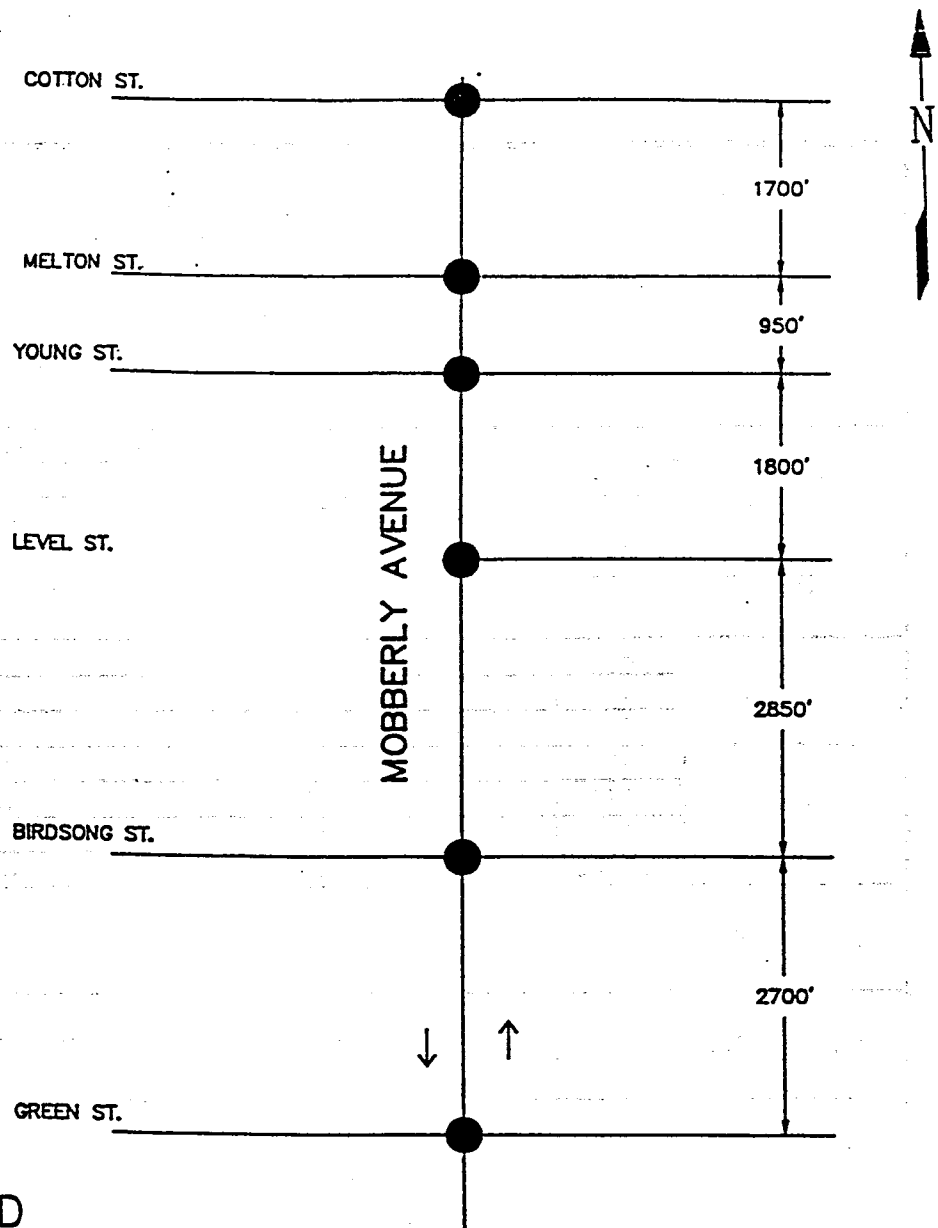 COTTON ST.
N
1700'
MELTON ST.
950'
YOUNG ST.
1800'
MOBBERLY AVENUE
LEVEL ST.
2850'
BIRDSONG ST.
2700'
GREEN ST.
D